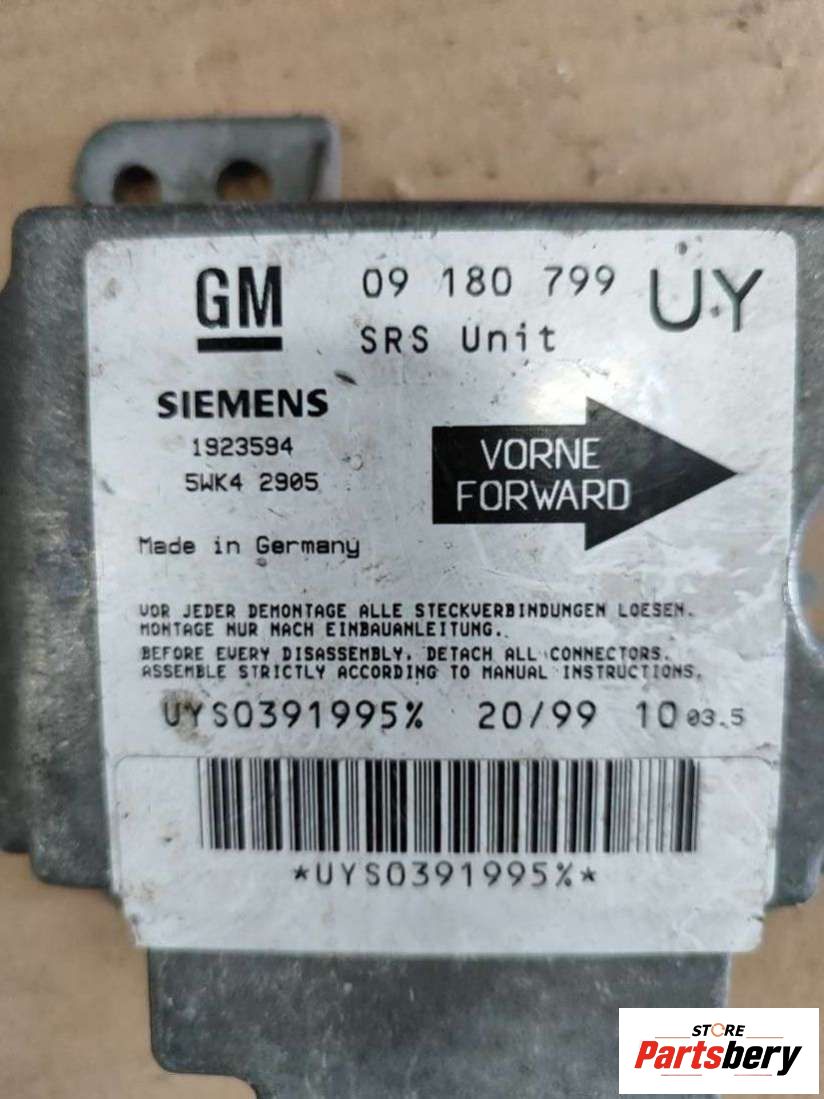 GM 09 180 799 UY
SRS Unit
SIEMENS
1923594
5WK4 2905
VORNE
FORWARD
Made in Germany
VOR JEDER DEMONTAGE ALLE STECKVERBINDUNGEN LOESEN.
MONTAGE NUR NACH EINBAUANLEITUNG.
BEFORE EVERY DISASSEMBLY, DETACH ALL CONNECTORS.
ASSEMBLE STRICTLY ACCORDING TO MANUAL INSTRUCTIONS.
UYS0391995% 20/99 10 03.5
*UYS0391995%*
STORE
Partsbery